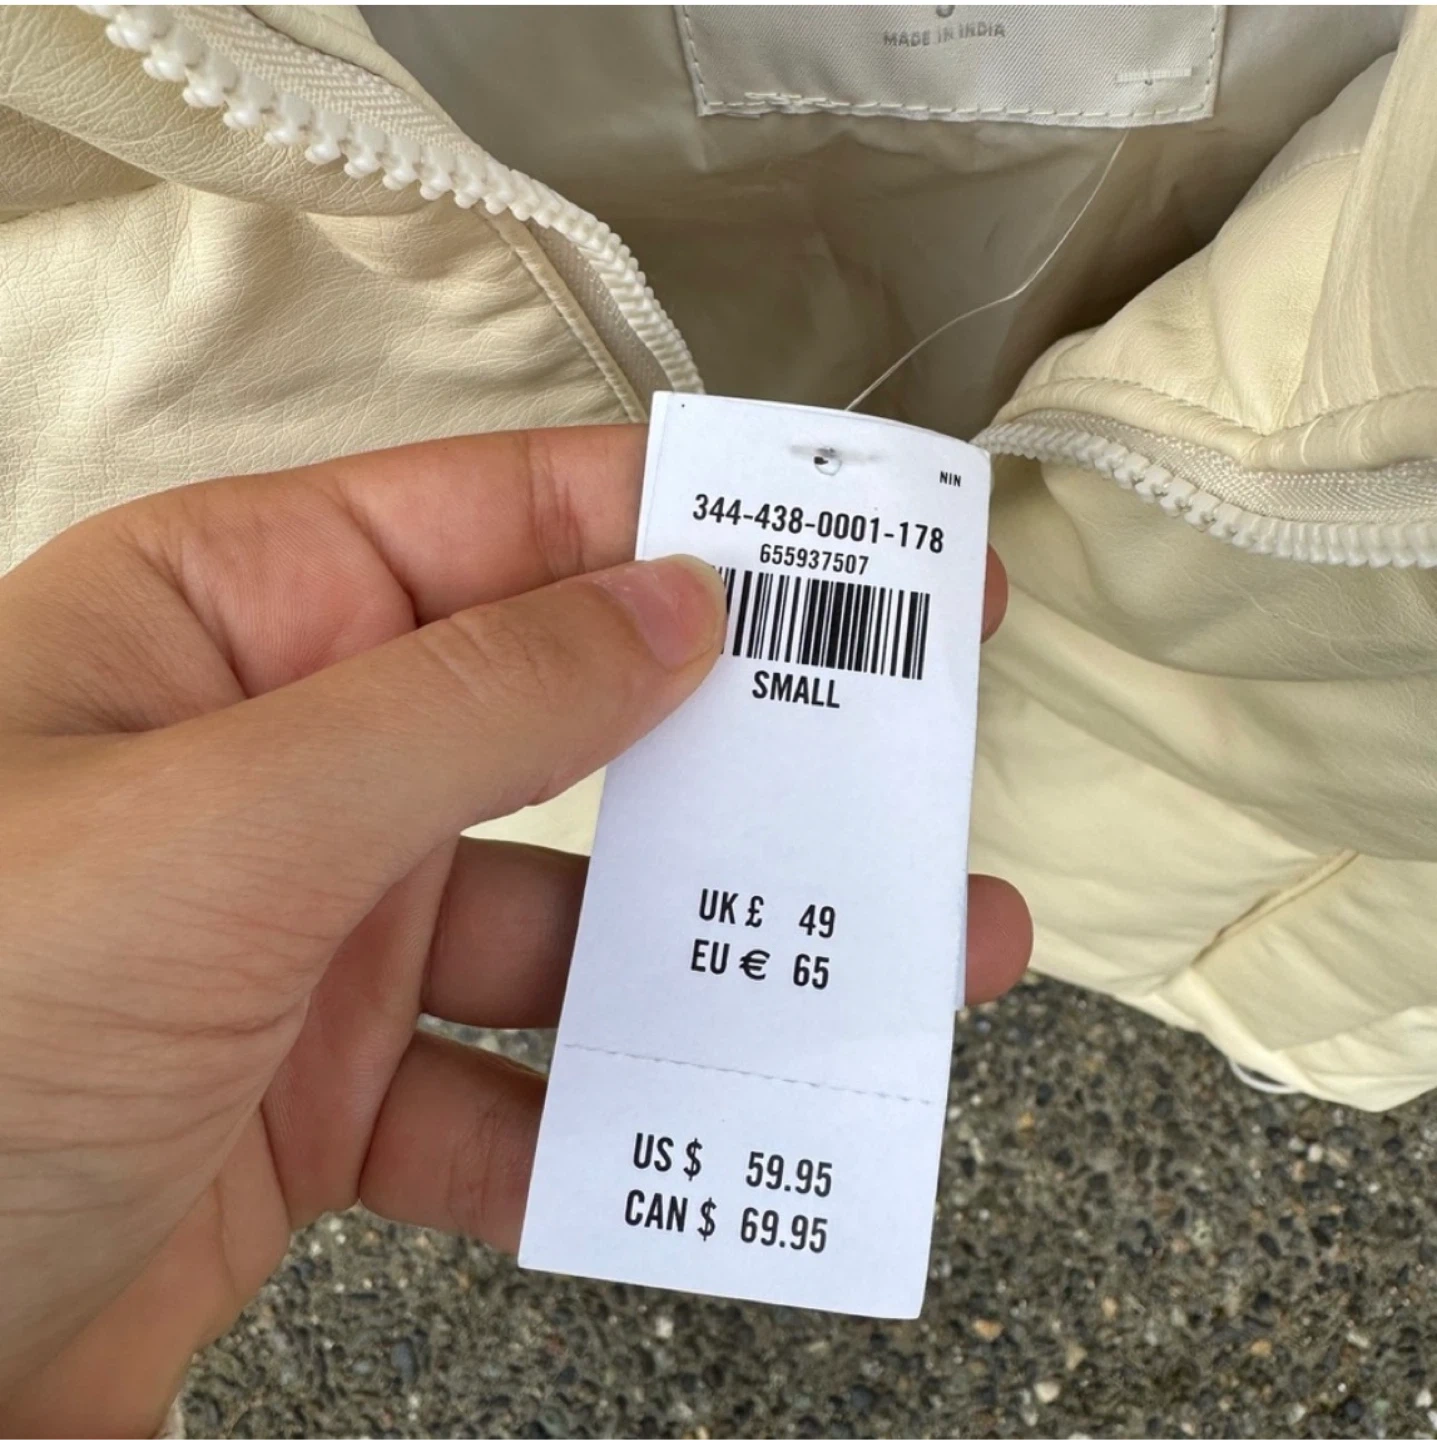 MADE IN INDIA
NIN
344-438-0001-178
655937507
SMALL
UK £ 49
EU € 65
US $ 59.95
CAN $ 69.95